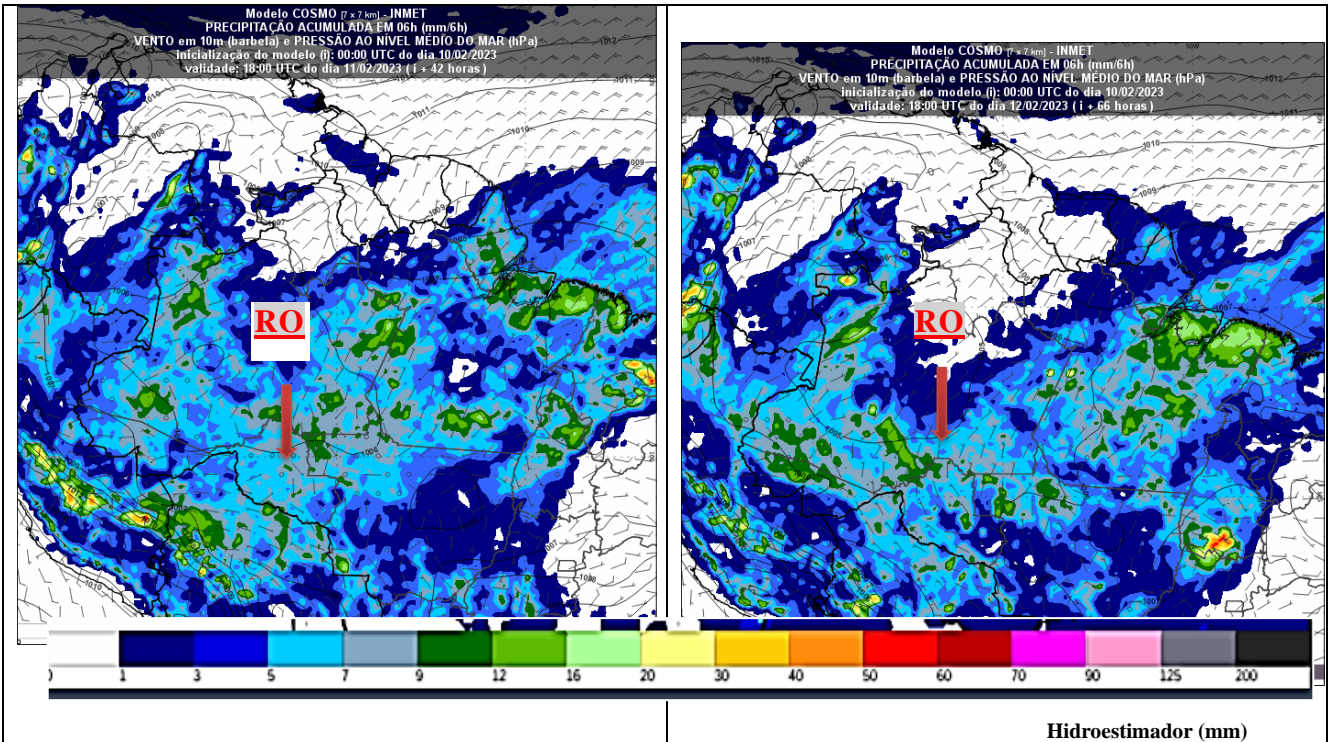 Modelo COSMO [7 x 7 km] - INMET
PRECIPITAÇÃO ACUMULADA EM 06h (mm/6h)
VENTO em 10m (barbela) e PRESSÃO AO NÍVEL MÉDIO DO MAR (hPa)
inicialização do modelo (i): 00:00 UTC do dia 10/02/2023
validade: 18:00 UTC do dia 11/02/2023 ( i + 42 horas )
RO
Modelo COSMO [7 x 7 km] - INMET
PRECIPITAÇÃO ACUMULADA EM 06h (mm/6h)
VENTO em 10m (barbela) e PRESSÃO AO NÍVEL MÉDIO DO MAR (hPa)
inicialização do modelo (i): 00:00 UTC do dia 10/02/2023
validade: 18:00 UTC do dia 12/02/2023 ( i + 66 horas )
RO
1 3 5 7 9 12 16 20 30 40 50 60 70 90 125 200
Hidroestimador (mm)